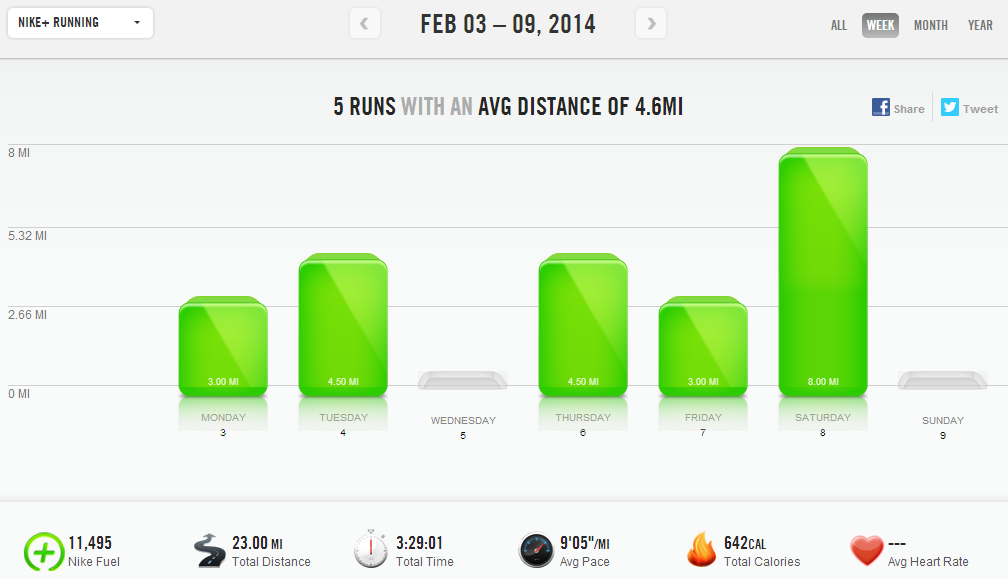 NIKE+ RUNNING
FEB 03 – 09, 2014
ALL WEEK MONTH YEAR
5 RUNS WITH AN AVG DISTANCE OF 4.6MI
Share Tweet
8 MI
5.32 MI
2.66 MI
0 MI
3.00 MI 4.50 MI 4.50 MI 3.00 MI 8.00 MI
MONDAY TUESDAY WEDNESDAY THURSDAY FRIDAY SATURDAY SUNDAY
3 4 5 6 7 8 9
11,495 23.00 MI 3:29:01 9'05"/MI 642CAL ---
Nike Fuel Total Distance Total Time Avg Pace Total Calories Avg Heart Rate